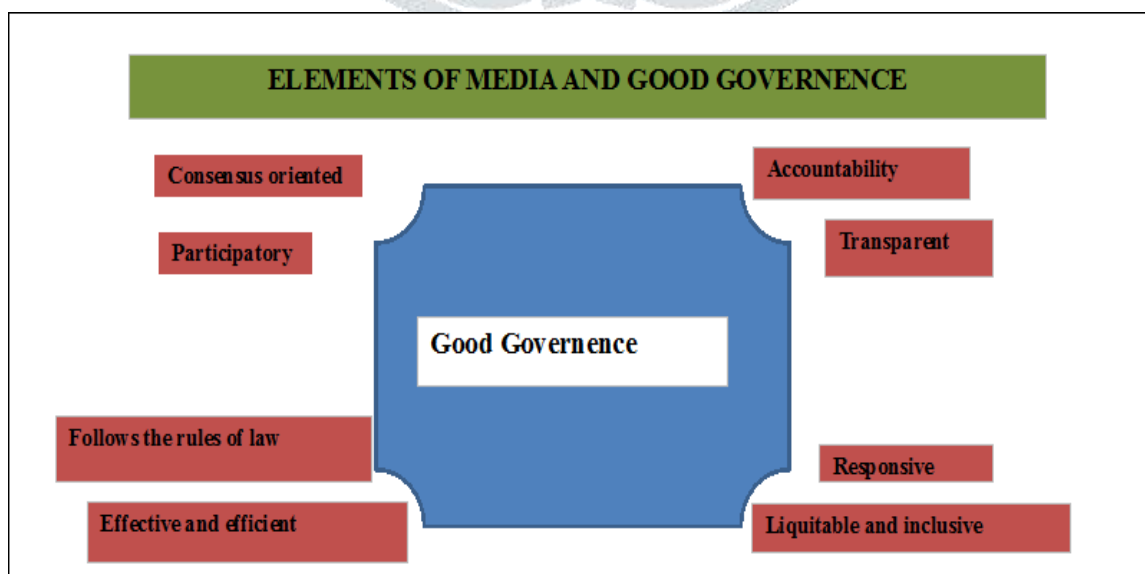 ELEMENTS OF MEDIA AND GOOD GOVERNENCE
Consensus oriented
Accountability
Participatory
Transparent
Good Governence
Follows the rules of law
Responsive
Effective and efficient
Liquitable and inclusive